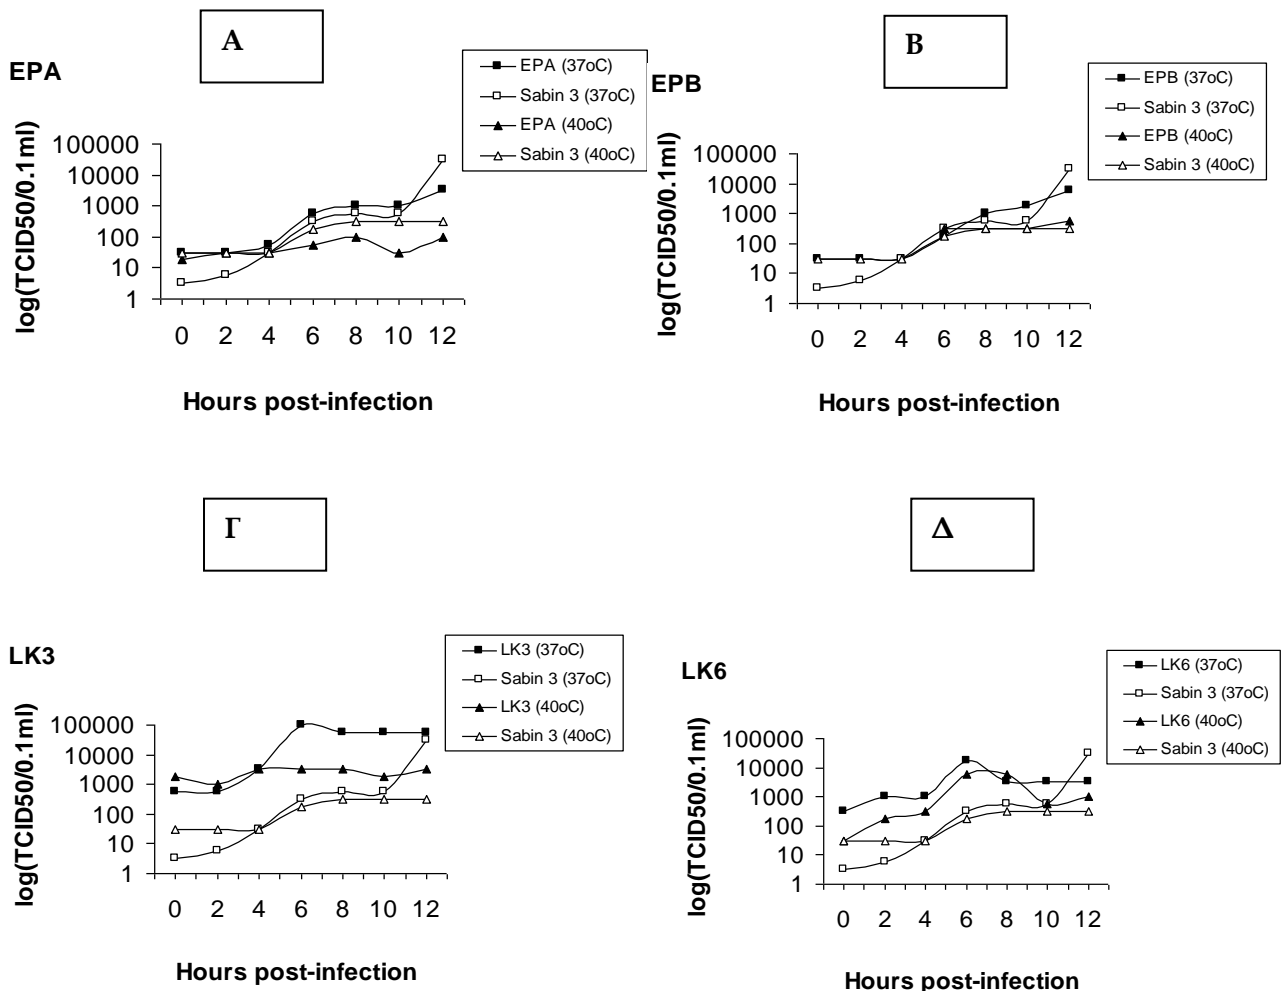 A
EPA
EPA (37oC)
Sabin 3 (37oC)
EPA (40oC)
Sabin 3 (40oC)
log(TCID50/0.1ml)
100000
10000
1000
100
10
1
0 2 4 6 8 10 12
Hours post-infection
B
EPB
EPB (37oC)
Sabin 3 (37oC)
EPB (40oC)
Sabin 3 (40oC)
log(TCID50/0.1ml)
100000
10000
1000
100
10
1
0 2 4 6 8 10 12
Hours post-infection
Γ
LK3
LK3 (37oC)
Sabin 3 (37oC)
LK3 (40oC)
Sabin 3 (40oC)
log(TCID50/0.1ml)
100000
10000
1000
100
10
1
0 2 4 6 8 10 12
Hours post-infection
Δ
LK6
LK6 (37oC)
Sabin 3 (37oC)
LK6 (40oC)
Sabin 3 (40oC)
log(TCID50/0.1ml)
100000
10000
1000
100
10
1
0 2 4 6 8 10 12
Hours post-infection